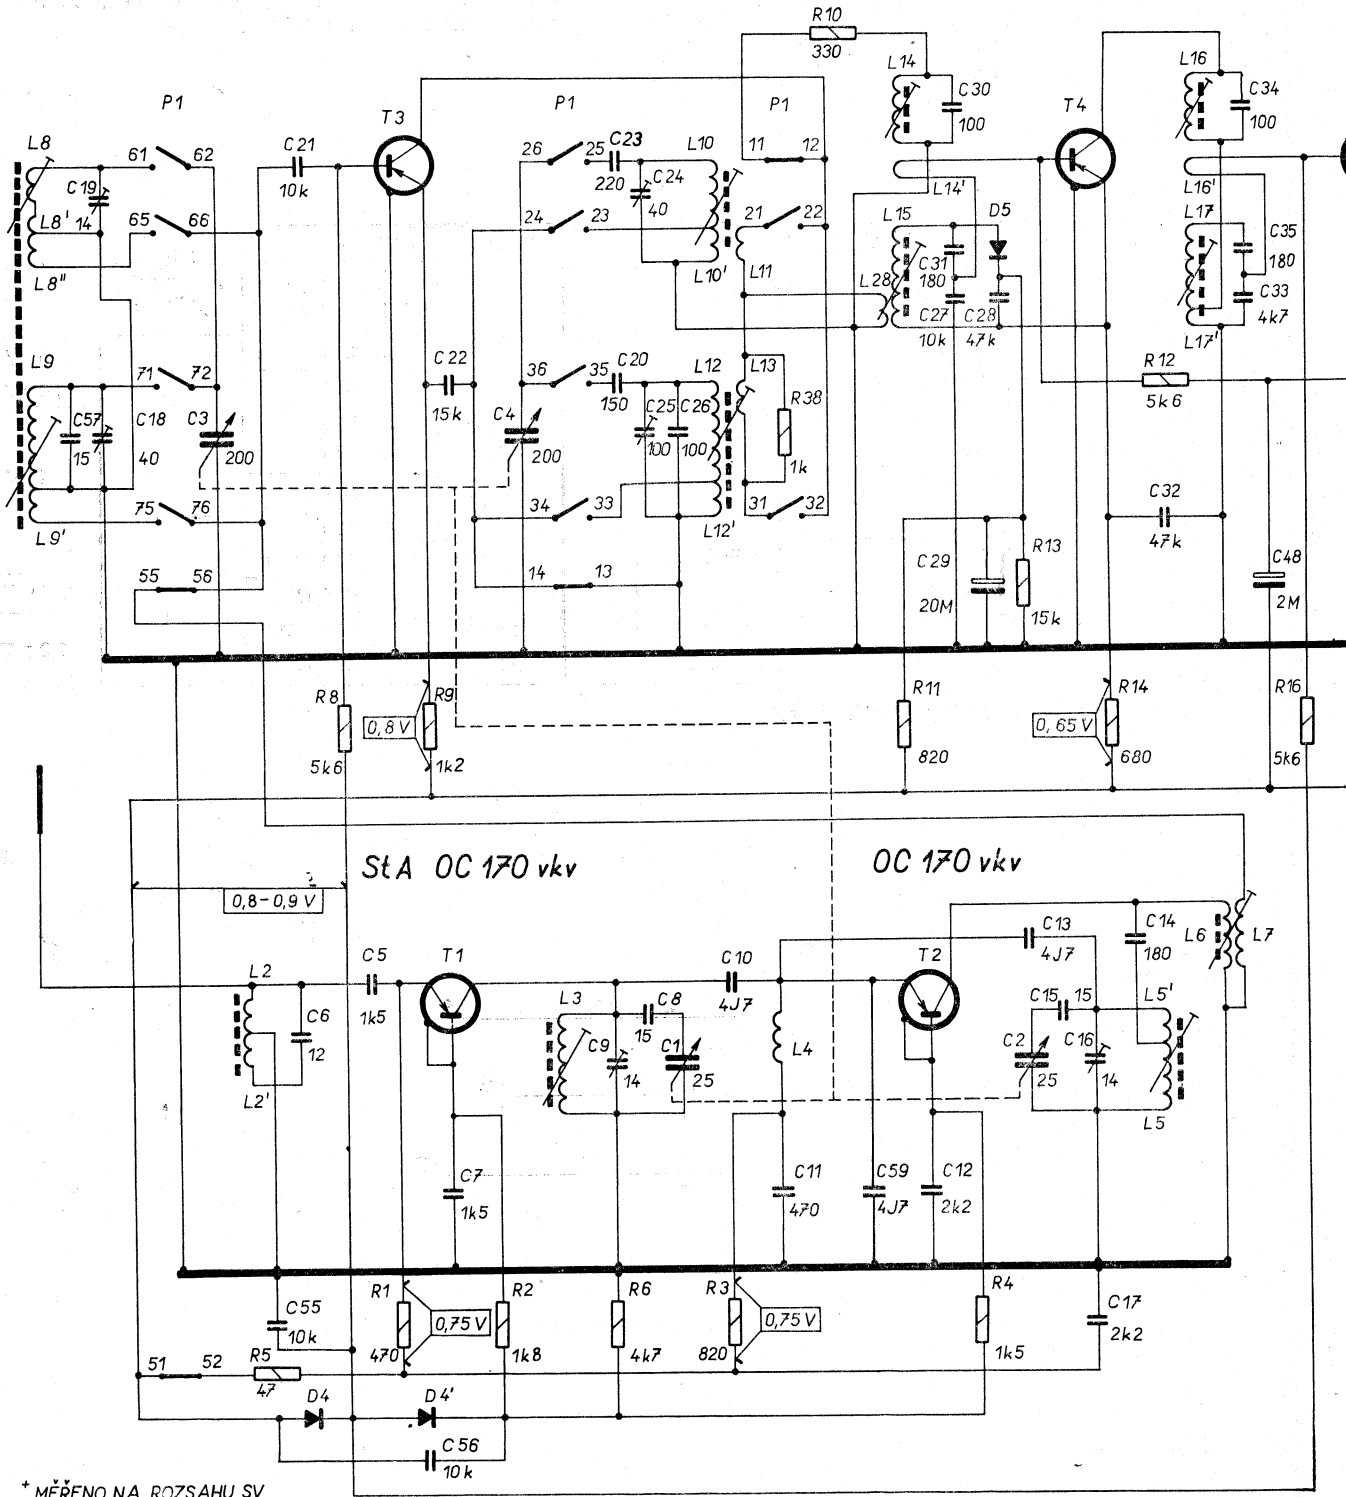 R10
330
L14
C30
100
L16
C34
100
P1
T3
P1
P1
T4
L8
61
62
C21
10k
26
25
C23
220
L10
11
12
C19
14
L8'
65
66
L8"
24
23
C24
40
21
22
L14'
L16'
L10'
L11
L15
D5
L17
C35
180
C31
180
L28
C27
10k
C28
47k
C33
4k7
L17'
L9
71
72
C22
15k
36
35
C20
150
L12
L13
R12
5k6
C57
15
C18
40
C3
200
C4
200
C25
100
C26
100
R38
1k
75
76
L9'
34
33
L12'
31
32
C32
47k
55
56
14
13
C29
20M
R13
15k
C48
2M
R8
5k6
0,8V
R9
1k2
R11
820
0,65V
R14
680
R16
5k6
StA OC 170 vkv
OC 170 vkv
0,8-0,9 V
L2
C5
1k5
T1
C10
4J7
T2
C13
4J7
C14
180
L6
L7
C6
12
L2'
L3
C8
15
C9
14
C1
25
L4
C15
15
C2
25
C16
14
L5'
L5
C7
1k5
C11
470
C59
4J7
C12
2k2
C55
10k
R1
470
0,75V
R2
1k8
R6
4k7
R3
820
0,75V
R4
1k5
C17
2k2
51
52
R5
47
D4
D4'
C56
10k
+ MĚŘENO NA ROZSAHU SV